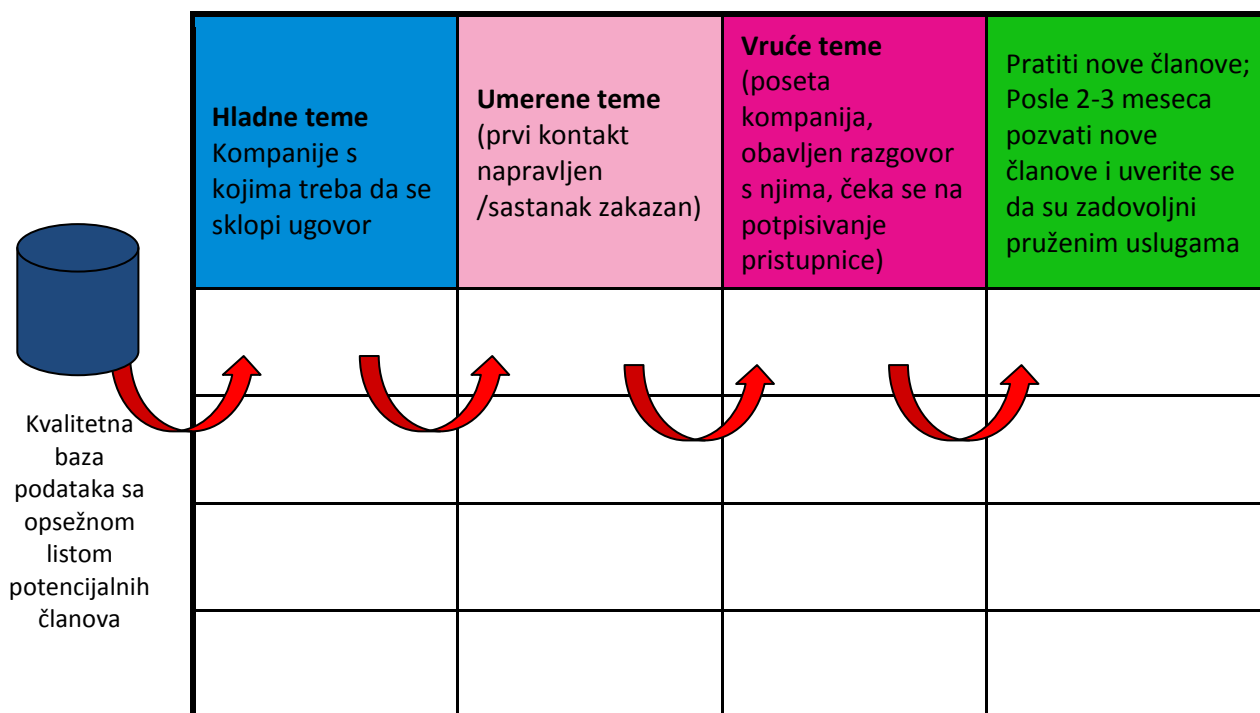 Hladne teme
Kompanije s
kojima treba da se
sklopi ugovor
Umerene teme
(prvi kontakt
napravljen
/sastanak zakazan)
Vruće teme
(poseta
kompanija,
obavljen razgovor
s njima, čeka se na
potpisivanje
pristupnice)
Pratiti nove članove;
Posle 2-3 meseca
pozvati nove
članove i uverite se
da su zadovoljni
pruženim uslugama
Kvalitetna
baza
podataka sa
opsežnom
listom
potencijalnih
članova